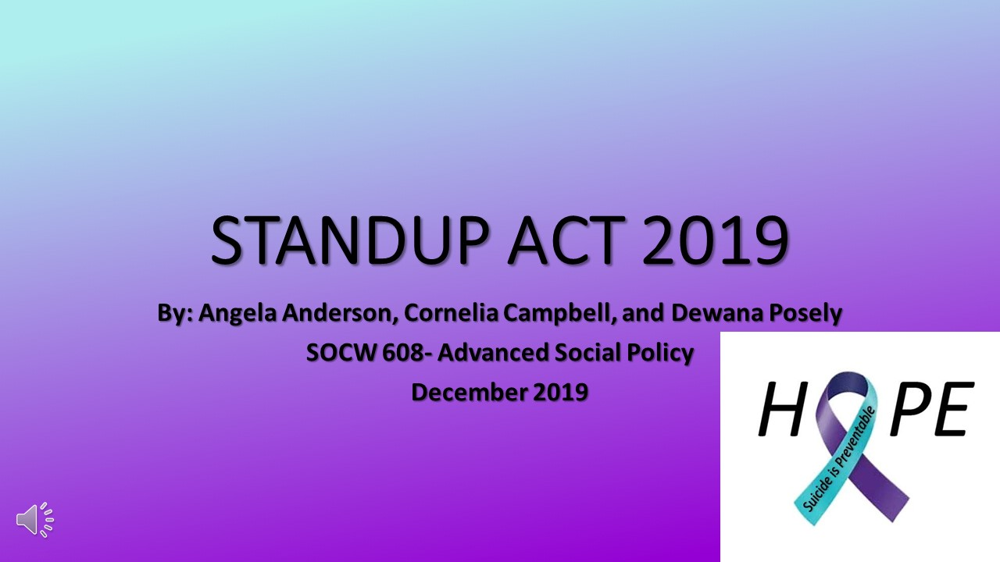 STANDUP ACT 2019
By: Angela Anderson, Cornelia Campbell, and Dewana Posely
SOCW 608- Advanced Social Policy
December 2019
H PE
Suicide is Preventable